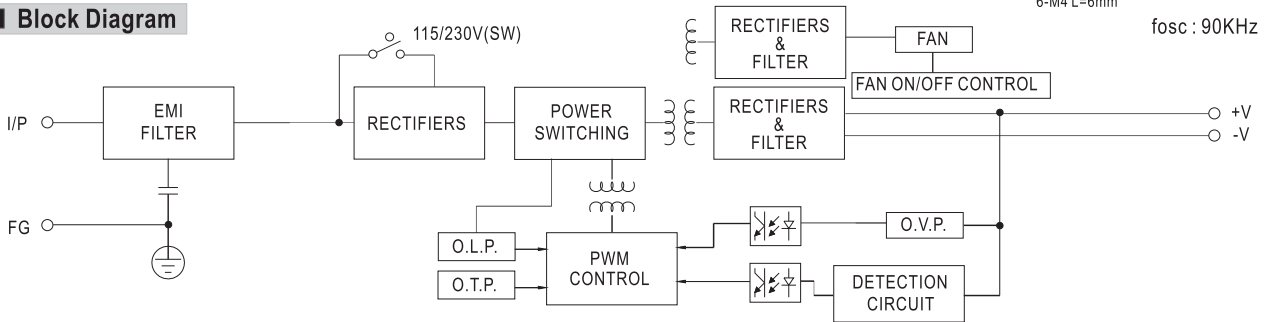 Block Diagram
6-M4 L=6mm
fosc : 90KHz
115/230V(SW)
RECTIFIERS
&
FILTER
FAN
FAN ON/OFF CONTROL
I/P
EMI
FILTER
RECTIFIERS
POWER
SWITCHING
RECTIFIERS
&
FILTER
+V
-V
FG
O.L.P.
O.T.P.
PWM
CONTROL
O.V.P.
DETECTION
CIRCUIT